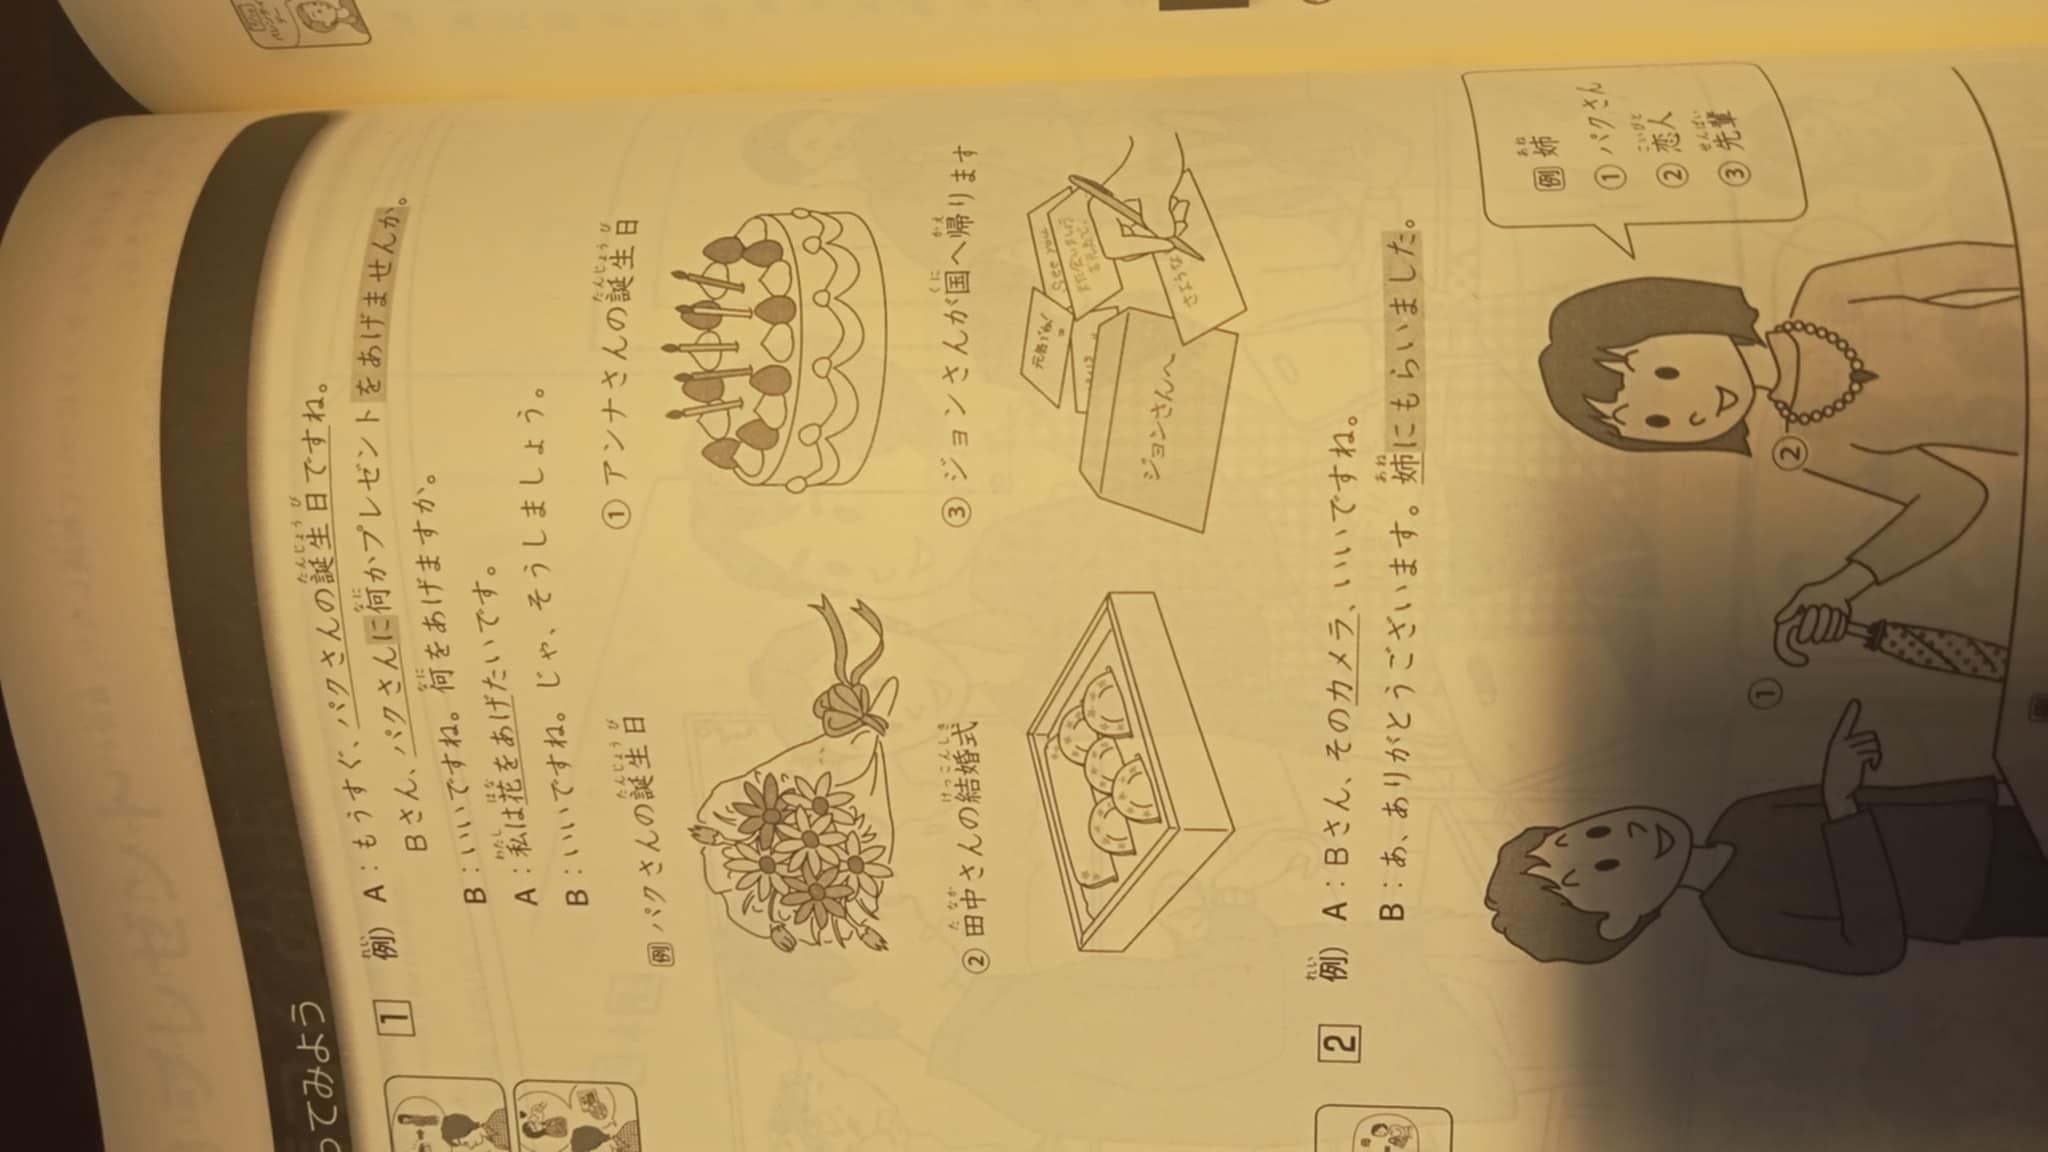 プレゼント
ってみよう
1 例) A：もうすぐ、パクさんの誕生日ですね。
Bさん、パクさんに何かプレゼントをあげませんか。
B：いいですね。何をあげますか。
A：私は花をあげたいです。
B：いいですね。じゃ、そうしましょう。
例 パクさんの誕生日
① アンナさんの誕生日
② 田中さんの結婚式
③ ジョンさんが国へ帰ります
元気でね！
See you
また会いましょう
お元気で。
ジョンさんへ
さような
2 例) A：Bさん、そのカメラ、いいですね。
B：あ、ありがとうございます。姉にもらいました。
例 姉
① パクさん
② 恋人
③ 先輩
①
②